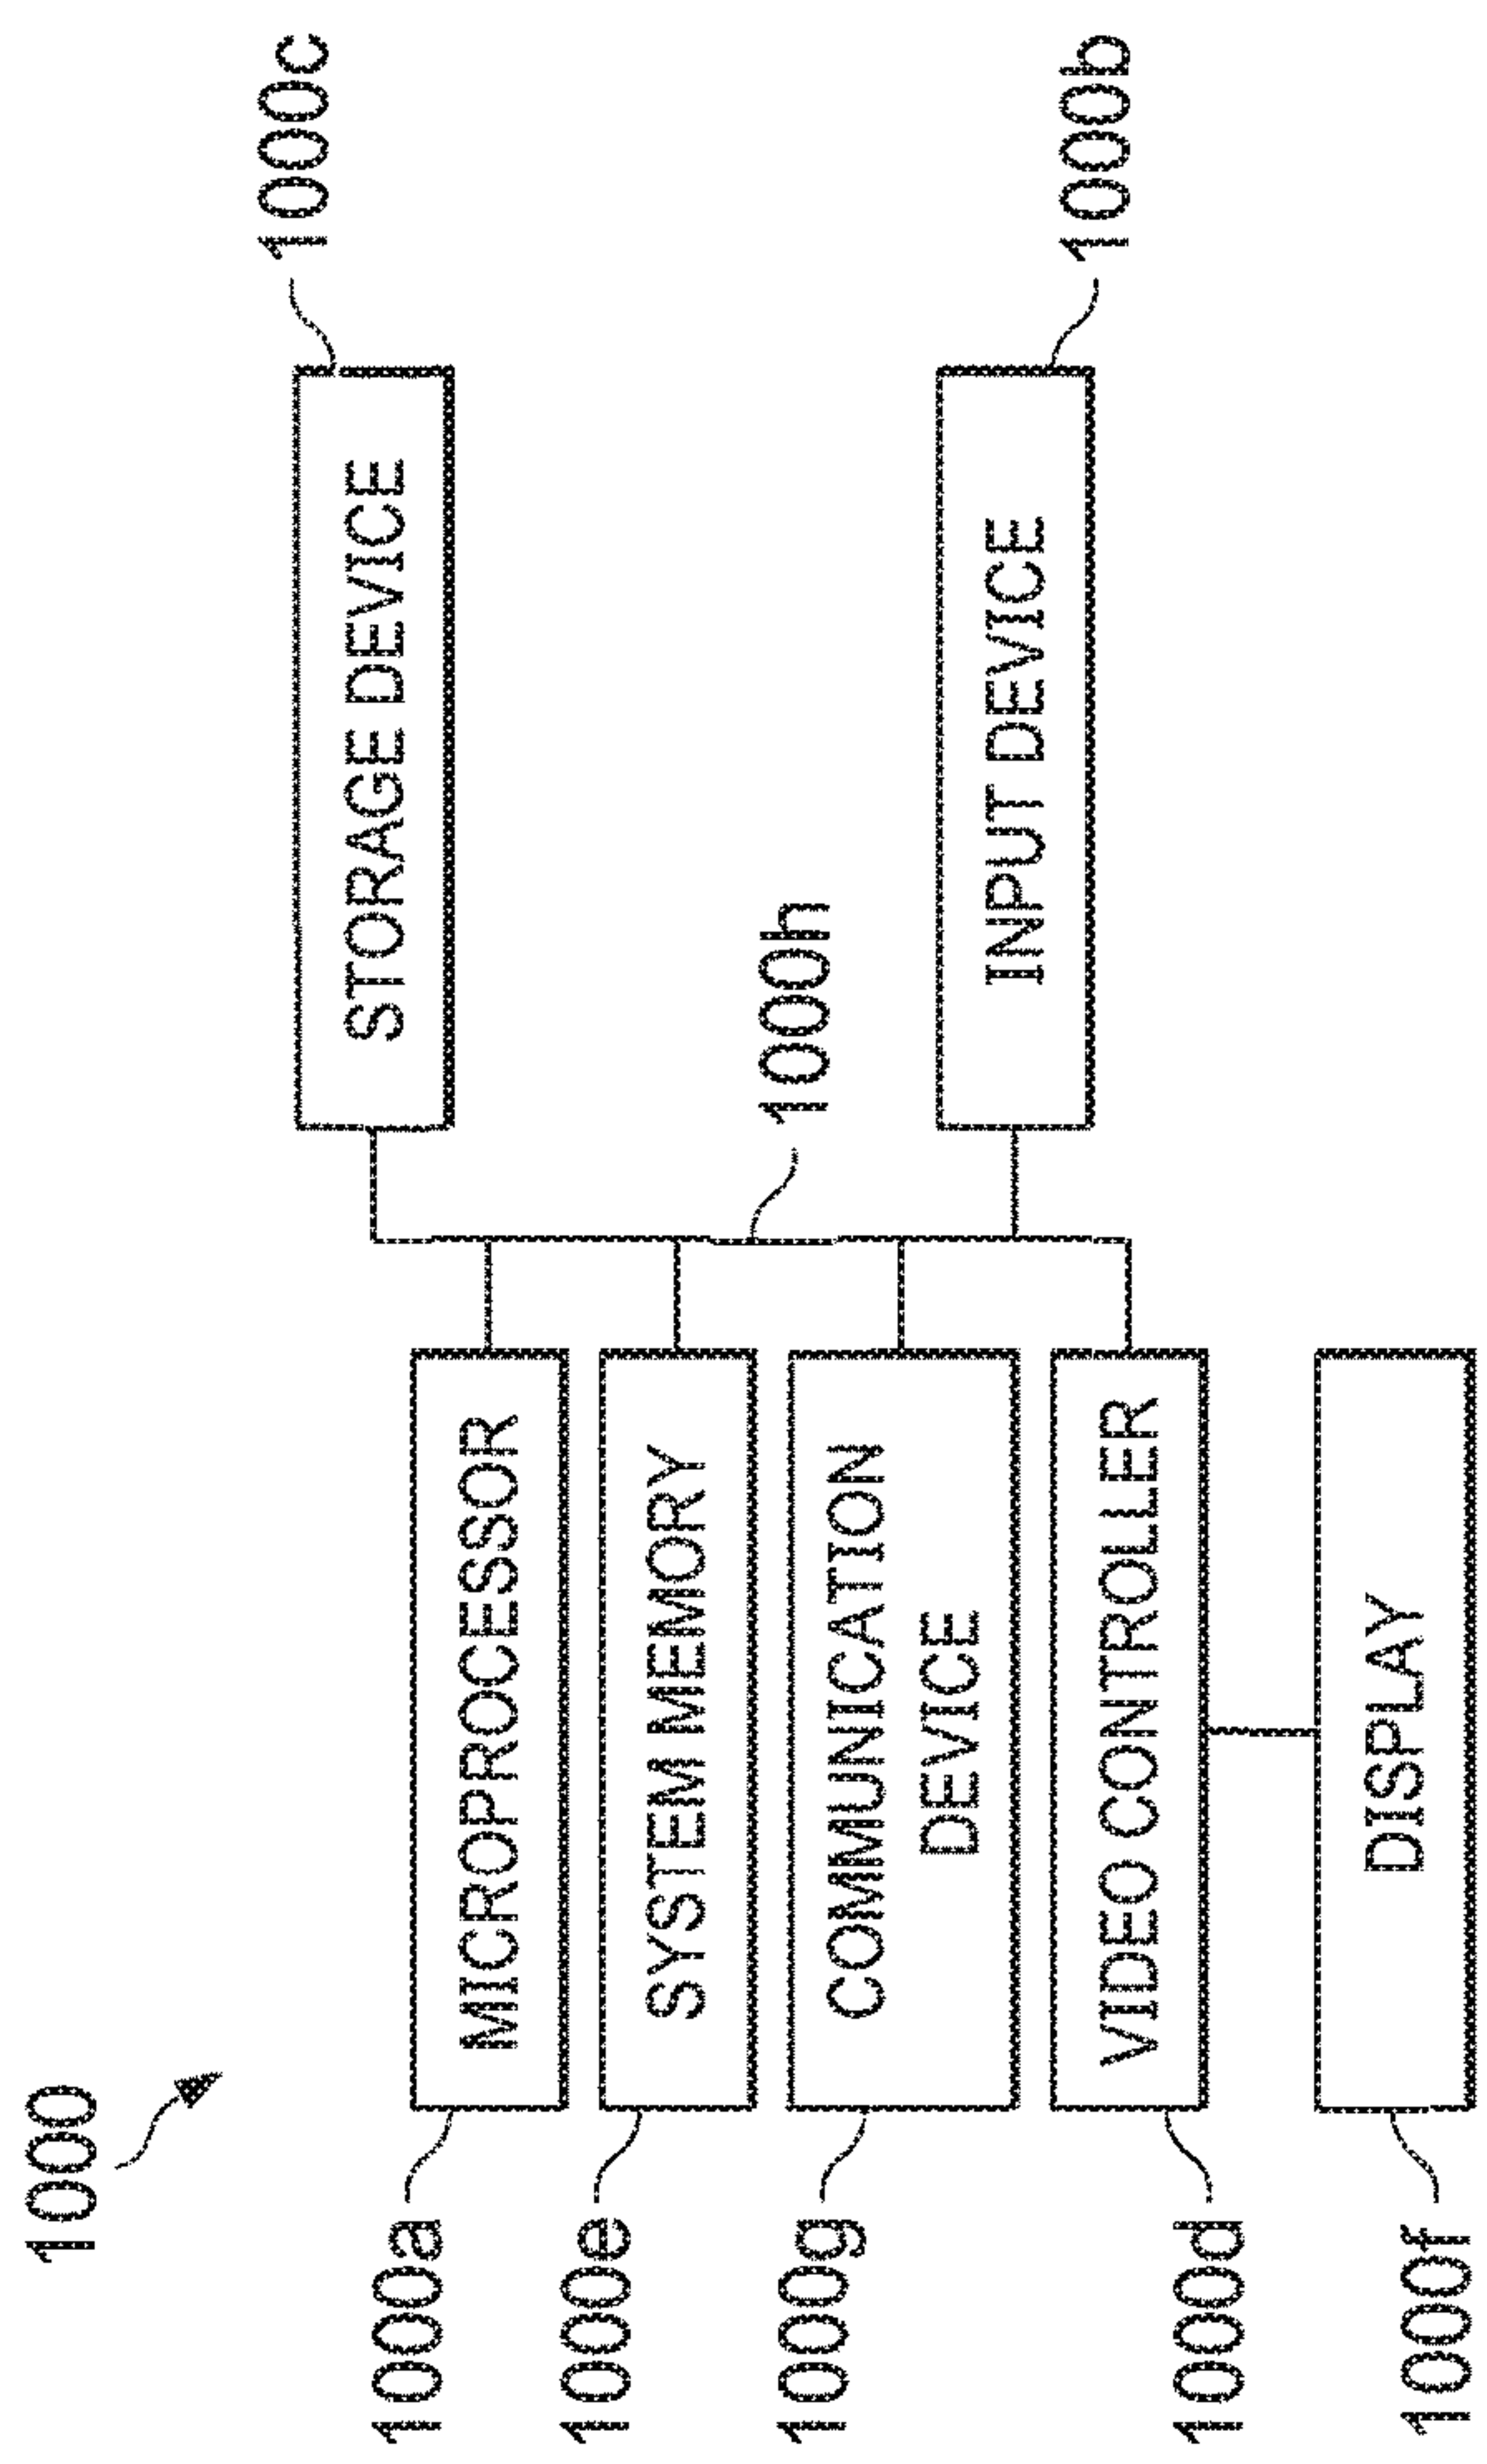 1000
1000a
MICROPROCESSOR
STORAGE DEVICE
1000c
1000e
SYSTEM MEMORY
1000h
1000g
COMMUNICATION
DEVICE
INPUT DEVICE
1000b
1000d
VIDEO CONTROLLER
1000f
DISPLAY